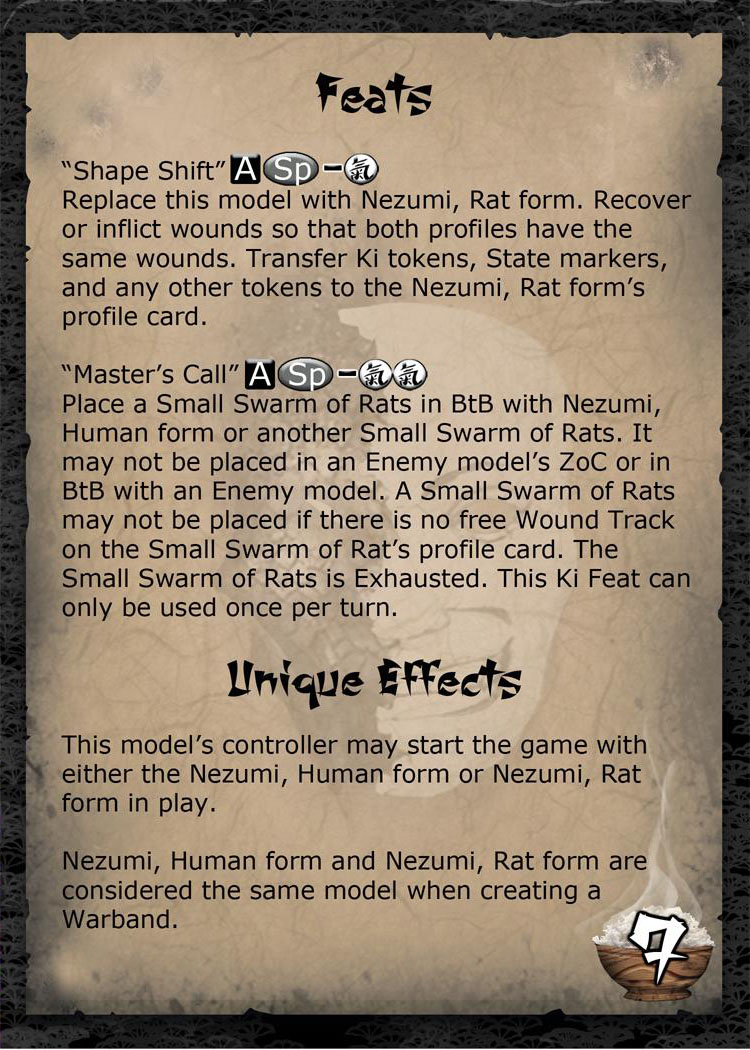 Feats
“Shape Shift” A Sp - 氣
Replace this model with Nezumi, Rat form. Recover
or inflict wounds so that both profiles have the
same wounds. Transfer Ki tokens, State markers,
and any other tokens to the Nezumi, Rat form’s
profile card.
“Master’s Call” A Sp - 氣 氣
Place a Small Swarm of Rats in BtB with Nezumi,
Human form or another Small Swarm of Rats. It
may not be placed in an Enemy model’s ZoC or in
BtB with an Enemy model. A Small Swarm of Rats
may not be placed if there is no free Wound Track
on the Small Swarm of Rat’s profile card. The
Small Swarm of Rats is Exhausted. This Ki Feat can
only be used once per turn.
Unique Effects
This model’s controller may start the game with
either the Nezumi, Human form or Nezumi, Rat
form in play.
Nezumi, Human form and Nezumi, Rat form are
considered the same model when creating a
Warband.
7